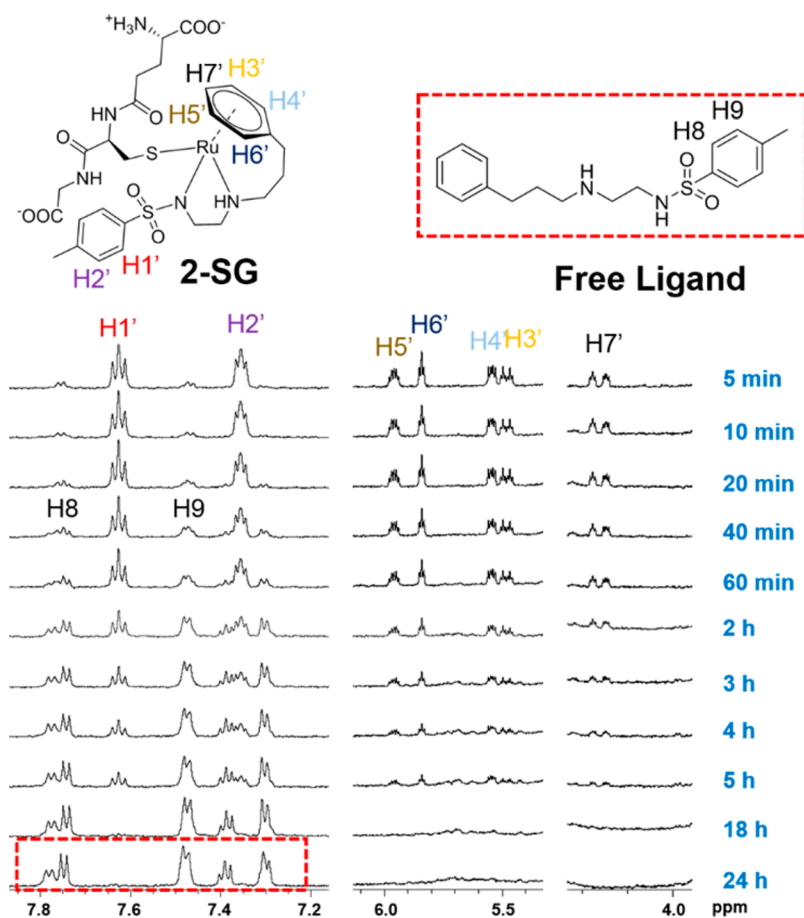 ⁺H₃N
COO⁻
H7'
H3'
H5'
H4'
H6'
O
NH
O
S
Ru
NH
⁻OOC
O
S
O
N
HN
H2'
H1'
2-SG
H9
H8
O
S
O
N
H
N
H
Free Ligand
H1'
H2'
H5'
H6'
H4'
H3'
H7'
5 min
10 min
20 min
H8
H9
40 min
60 min
2 h
3 h
4 h
5 h
18 h
24 h
7.8
7.6
7.4
7.2
6.0
5.5
4.0
ppm